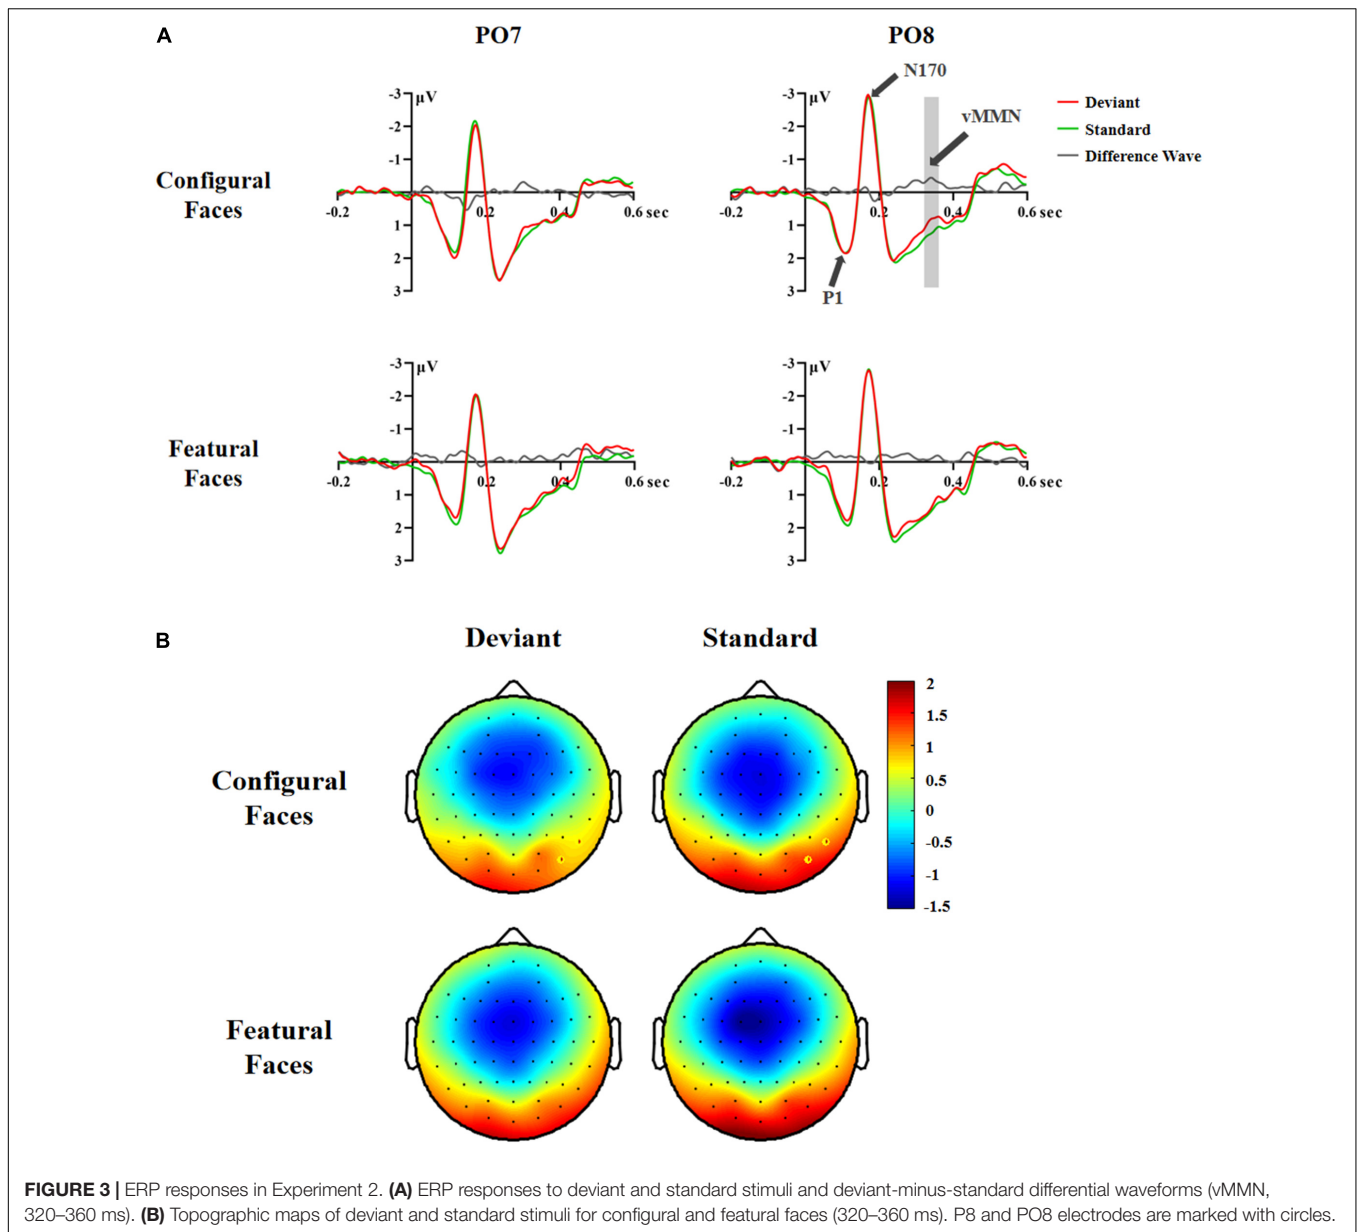 A
PO7
PO8
N170
-3 µV
-2
-1
-0.2 0.2 0.4 0.6 sec
1
2
3
-3 µV
-2
-1
-0.2 0.2 0.4 0.6 sec
1
2
3
vMMN
P1
Deviant
Standard
Difference Wave
Configural
Faces
-3 µV
-2
-1
-0.2 0.2 0.4 0.6 sec
1
2
3
-3 µV
-2
-1
-0.2 0.2 0.4 0.6 sec
1
2
3
Featural
Faces
B
Deviant
Standard
Configural
Faces
2
1.5
1
0.5
0
-0.5
-1
-1.5
Featural
Faces
FIGURE 3 | ERP responses in Experiment 2. (A) ERP responses to deviant and standard stimuli and deviant-minus-standard differential waveforms (vMMN,
320–360 ms). (B) Topographic maps of deviant and standard stimuli for configural and featural faces (320–360 ms). P8 and PO8 electrodes are marked with circles.